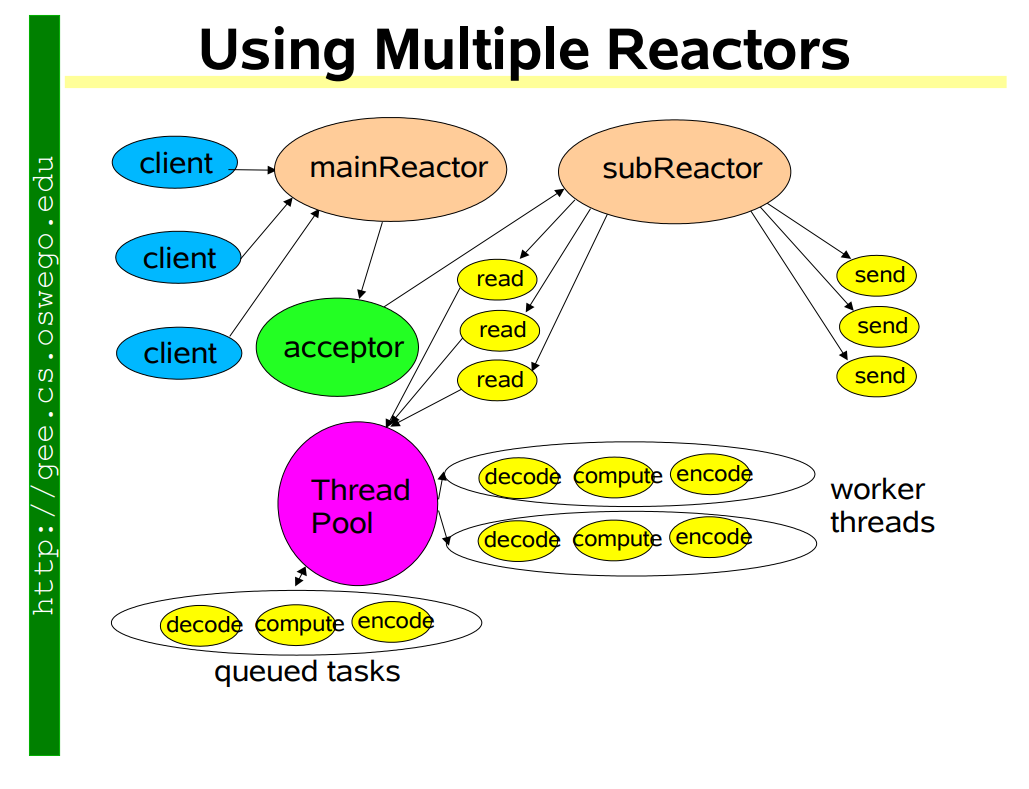 Using Multiple Reactors
http://gee.cs.oswego.edu
client
mainReactor
subReactor
client
client
acceptor
read
read
read
send
send
send
Thread
Pool
decode compute encode
decode compute encode
worker
threads
decode compute encode
queued tasks